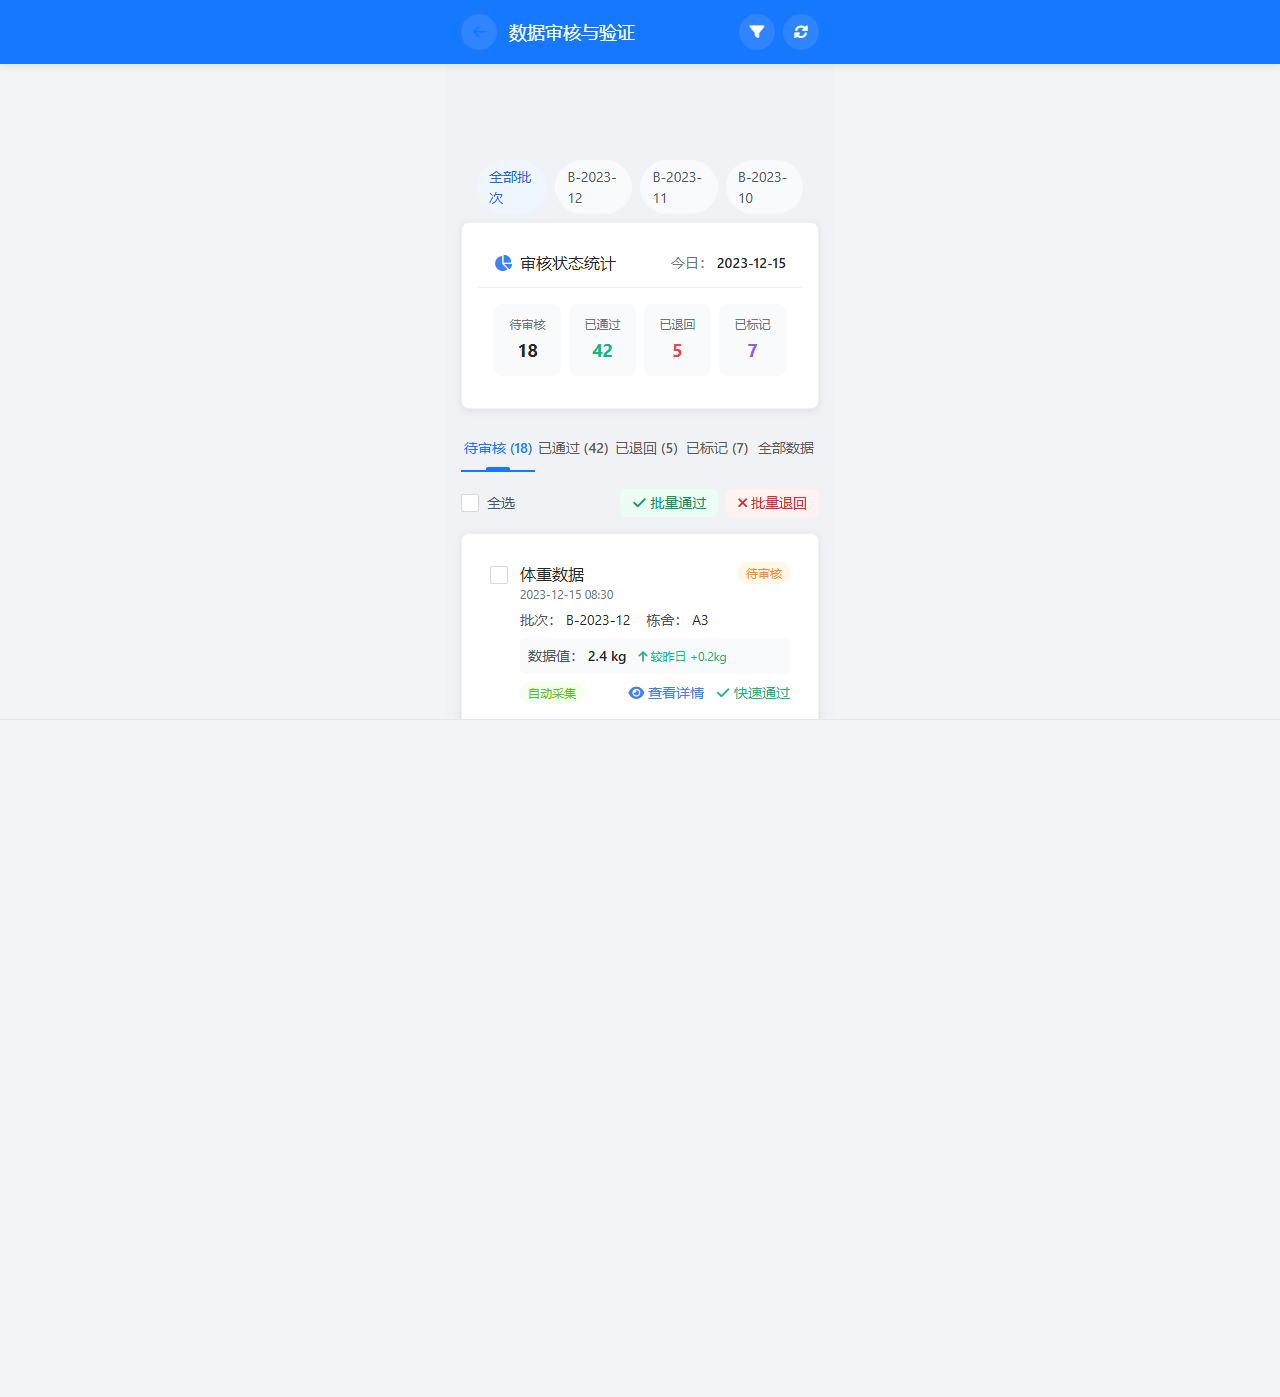 数据审核与验证
全部批次
B-2023-12
B-2023-11
B-2023-10
审核状态统计
今日： 2023-12-15
待审核
18
已通过
42
已退回
5
已标记
7
待审核 (18)
已通过 (42)
已退回 (5)
已标记 (7)
全部数据
全选
批量通过
批量退回
体重数据
待审核
2023-12-15 08:30
批次： B-2023-12 栋舍： A3
数据值： 2.4 kg 较昨日 +0.2kg
自动采集
查看详情
快速通过